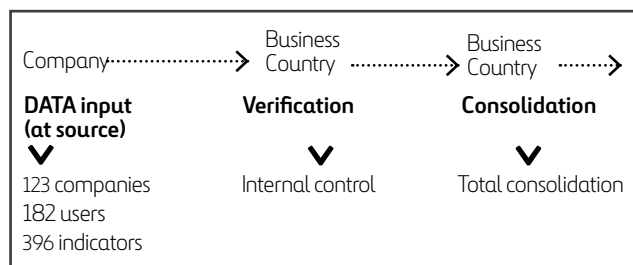 Company
Business
Country
Business
Country
DATA input
(at source)
Verification
Consolidation
123 companies
182 users
396 indicators
Internal control
Total consolidation